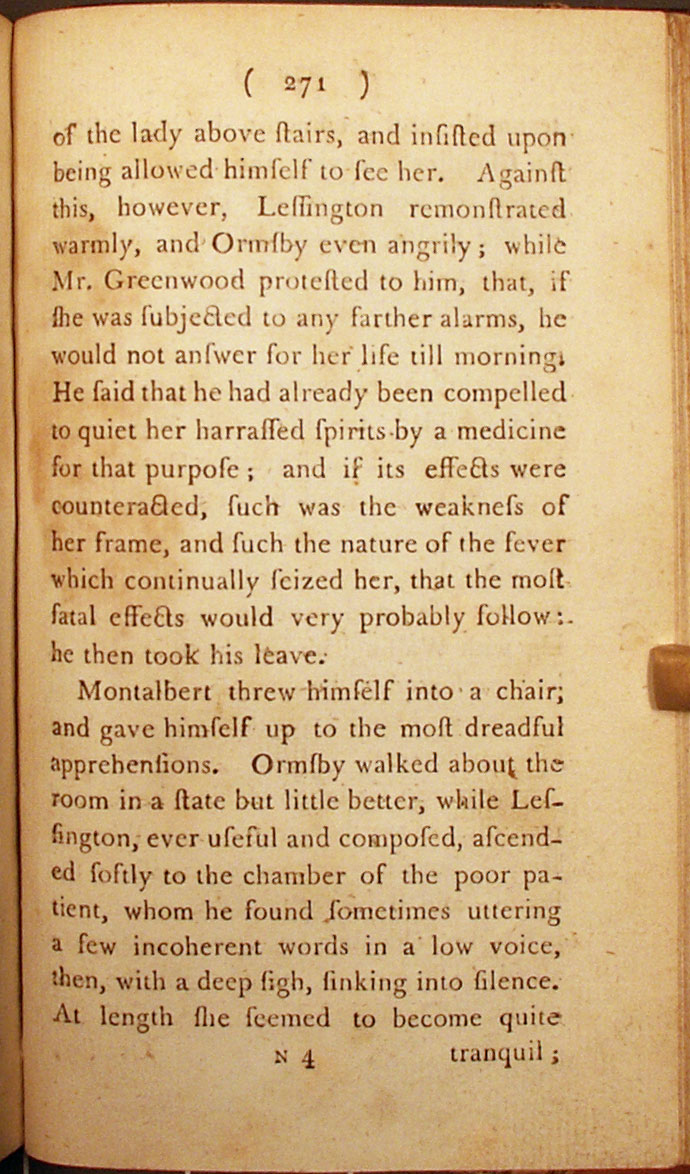 ( 271 )
of the lady above ſtairs, and inſiſted upon
being allowed himſelf to ſee her. Againſt
this, however, Leſſington remonſtrated
warmly, and Ormſby even angrily; while
Mr. Greenwood proteſted to him, that, if
ſhe was ſubjected to any farther alarms, he
would not anſwer for her life till morning.
He ſaid that he had already been compelled
to quiet her harraſſed ſpirits by a medicine
for that purpoſe; and if its effects were
counteracted, ſuch was the weakneſs of
her frame, and ſuch the nature of the fever
which continually ſeized her, that the moſt
fatal effects would very probably follow:
he then took his leave.
Montalbert threw himſelf into a chair,
and gave himſelf up to the moſt dreadful
apprehenſions. Ormſby walked about the
room in a ſtate but little better, while Leſ-
ſington, ever uſeful and compoſed, aſcend-
ed ſoftly to the chamber of the poor pa-
tient, whom he found ſometimes uttering
a few incoherent words in a low voice,
then, with a deep ſigh, ſinking into ſilence.
At length ſhe ſeemed to become quite
N 4 tranquil;